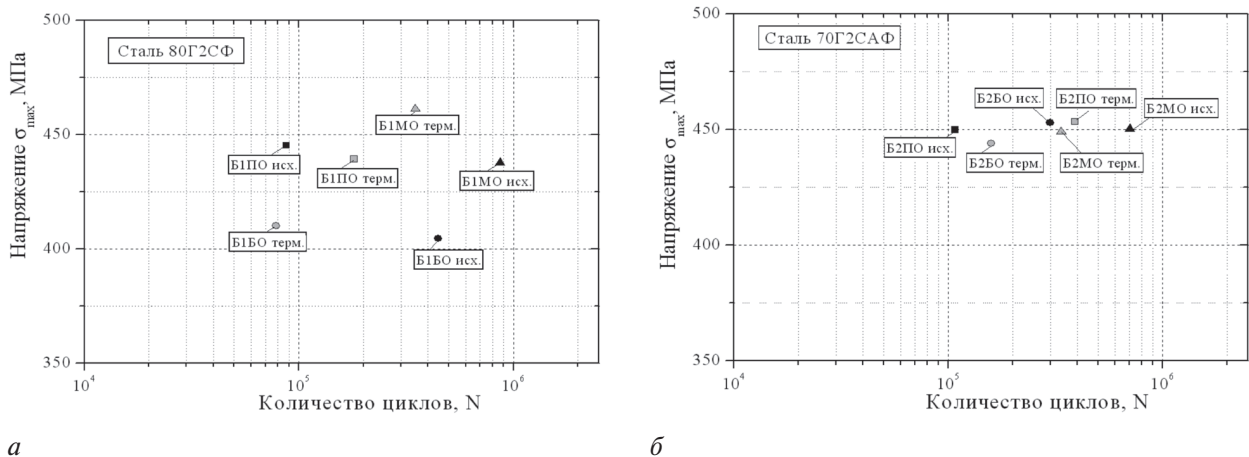 Сталь 80Г2СФ
Напряжение σmax, МПа
500
450
400
350
Б1МО терм.
Б1ПО исх.
Б1ПО терм.
Б1МО исх.
Б1БО терм.
Б1БО исх.
10^4
10^5
10^6
Количество циклов, N
а
Сталь 70Г2САФ
Напряжение σmax, МПа
500
450
400
350
Б2БО исх.
Б2ПО терм.
Б2МО исх.
Б2ПО исх.
Б2БО терм.
Б2МО терм.
10^4
10^5
10^6
Количество циклов, N
б